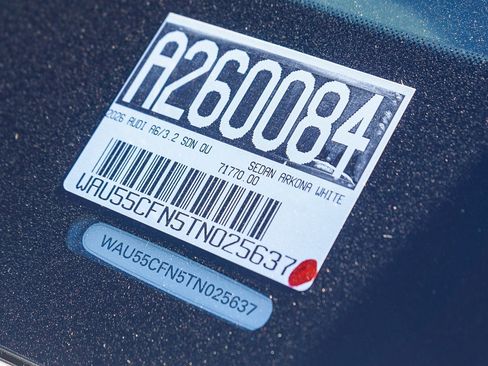 A260084
2026 AUDI A6/3.2 SDN QU SEDAN ARKONA WHITE
71770.00
WAU55CFN5TN025637
WAU55CFN5TN025637